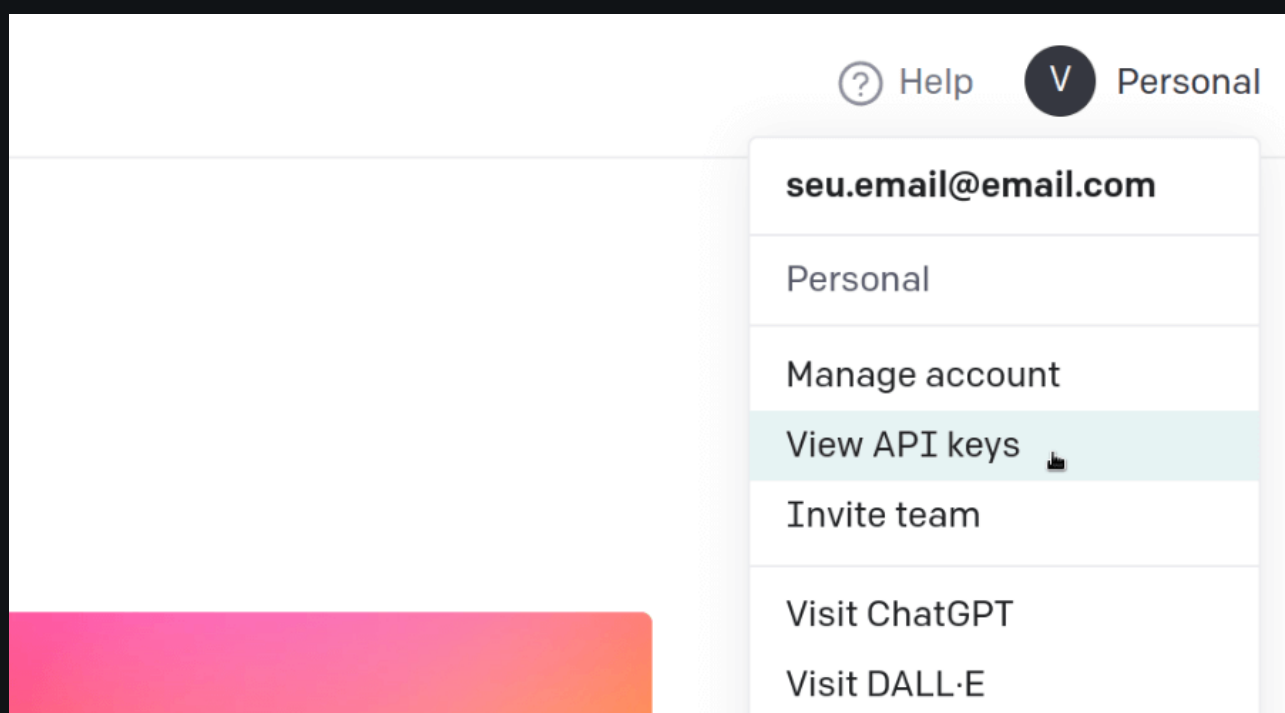 Help
V
Personal
seu.email@email.com
Personal
Manage account
View API keys
Invite team
Visit ChatGPT
Visit DALL·E